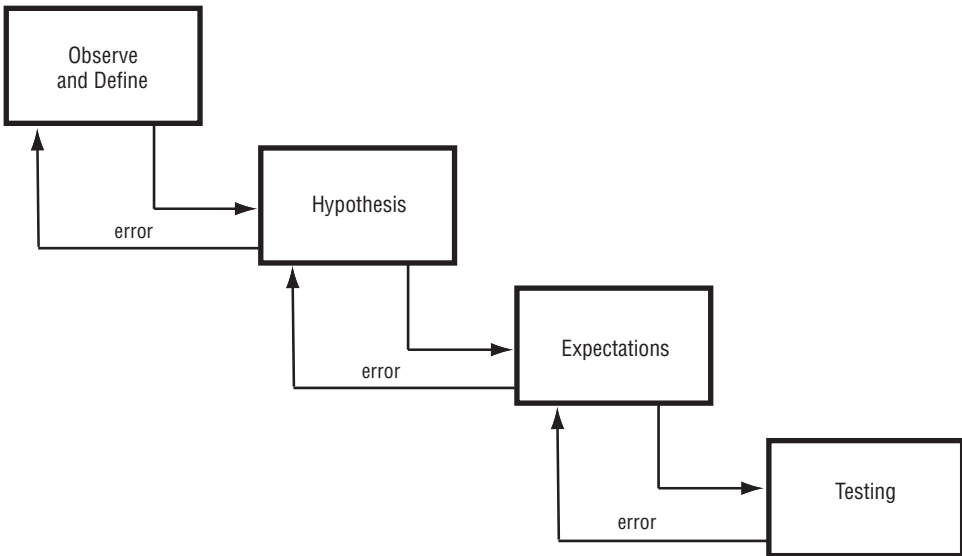 Observe
and Define
Hypothesis
error
Expectations
error
Testing
error